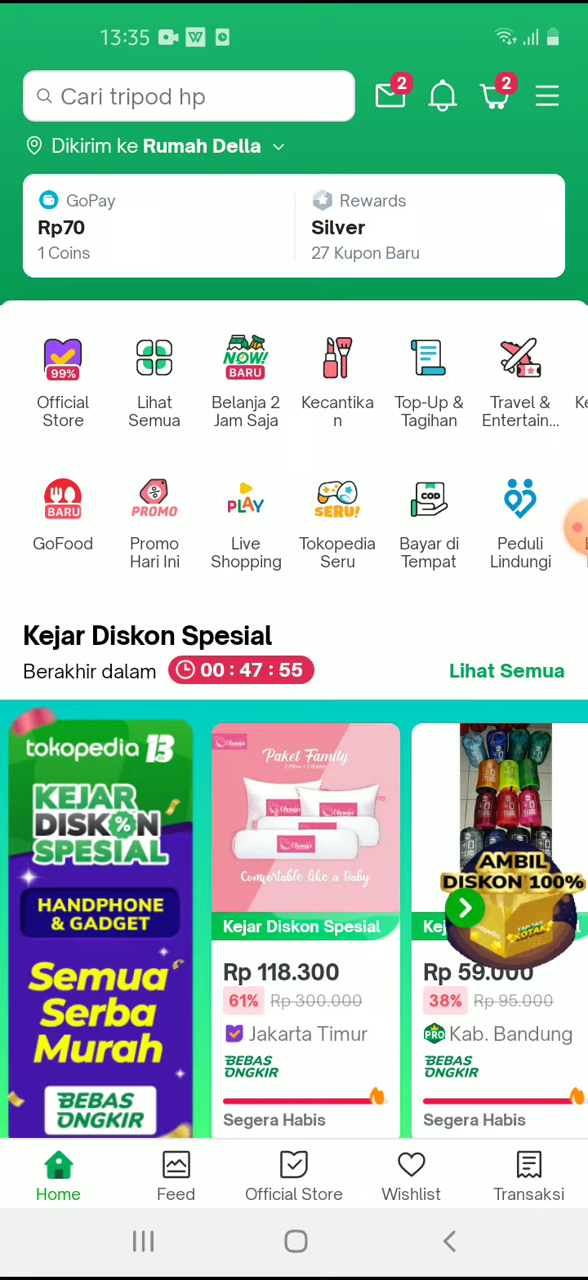 13:35
Cari tripod hp
2
2
Dikirim ke Rumah Della
GoPay
Rp70
1 Coins
Rewards
Silver
27 Kupon Baru
99%
Official
Store
Lihat
Semua
NOW!
BARU
Belanja 2
Jam Saja
Kecantika
n
Top-Up &
Tagihan
Travel &
Entertain...
Ke
BARU
GoFood
PROMO
Promo
Hari Ini
PLAY
Live
Shopping
SERU!
Tokopedia
Seru
COD
Bayar di
Tempat
Peduli
Lindungi
Kejar Diskon Spesial
Berakhir dalam 00 : 47 : 55
Lihat Semua
tokopedia 13
KEJAR
DISKON
SPESIAL
HANDPHONE
& GADGET
Semua
Serba
Murah
BEBAS
ONGKIR
Paket Family
Comfortable like a Baby
Kejar Diskon Spesial
Rp 118.300
61% Rp 300.000
Jakarta Timur
BEBAS
ONGKIR
Segera Habis
AMBIL
DISKON 100%
TAP-TAP
KOTAK
Kej
Rp 59.000
38% Rp 95.000
PRO Kab. Bandung
BEBAS
ONGKIR
Segera Habis
Home
Feed
Official Store
Wishlist
Transaksi